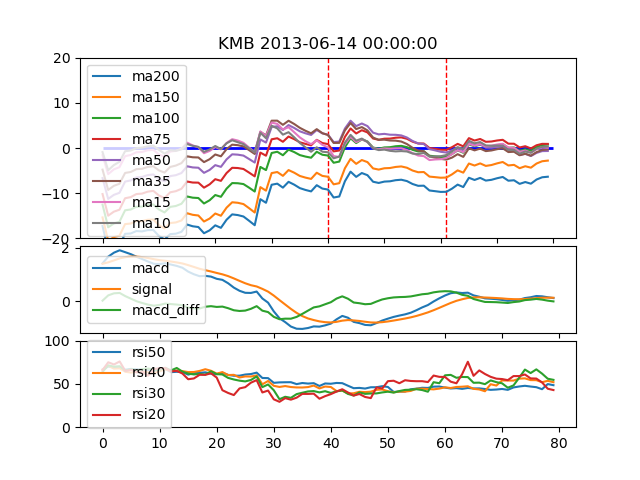 KMB 2013-06-14 00:00:00
20
10
0
−10
−20
ma200
ma150
ma100
ma75
ma50
ma35
ma15
ma10
2
0
macd
signal
macd_diff
100
50
0
rsi50
rsi40
rsi30
rsi20
0 10 20 30 40 50 60 70 80